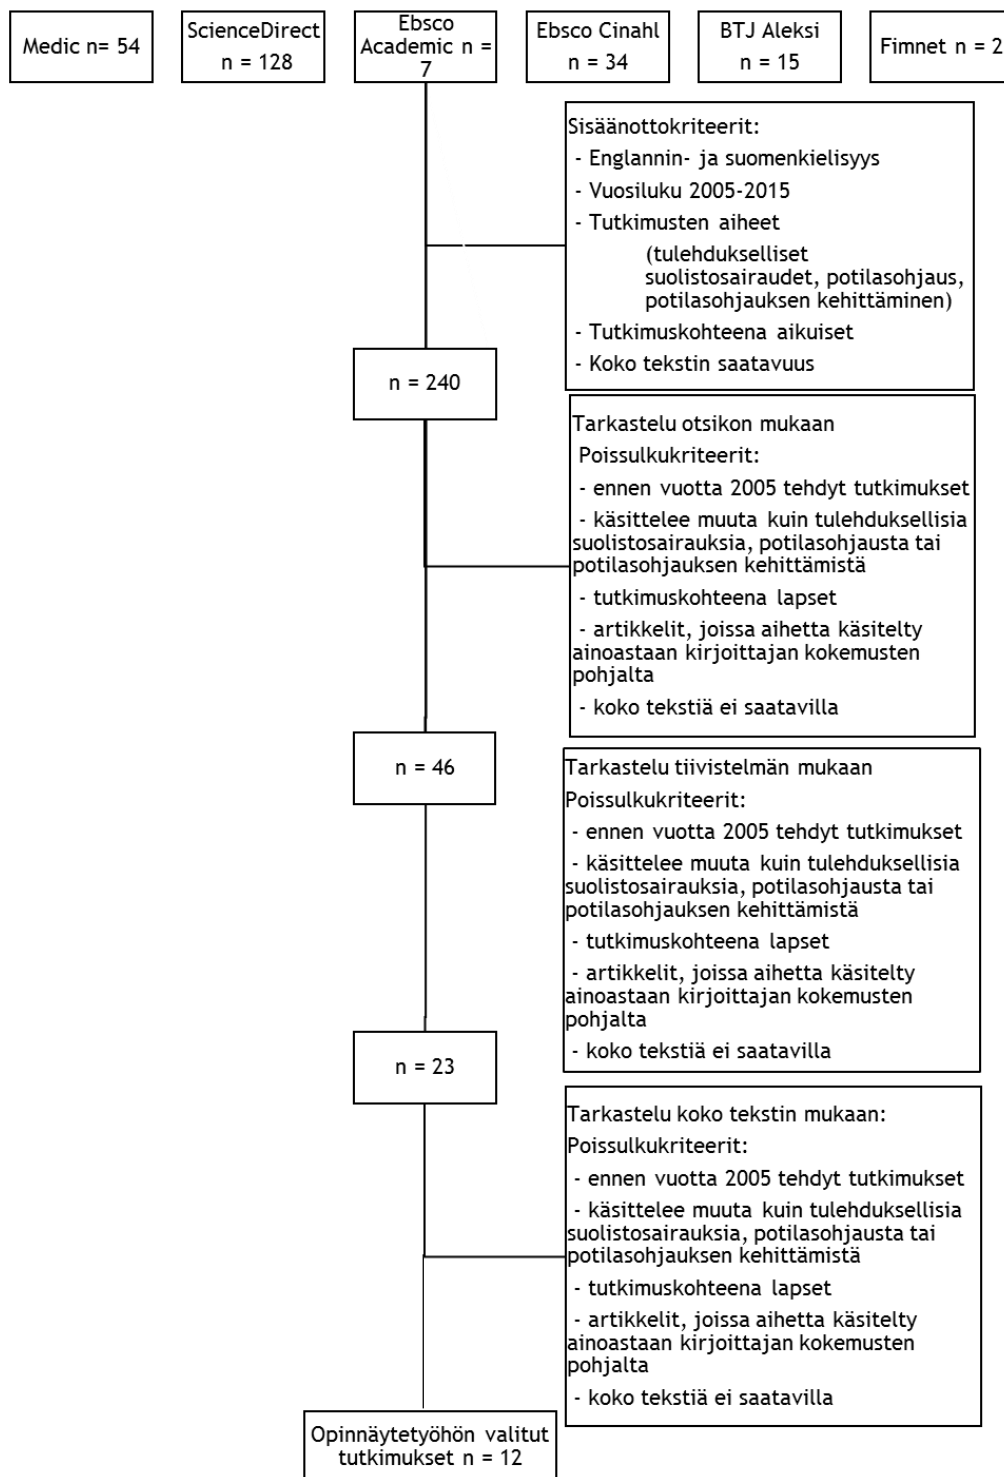 Medic n= 54
ScienceDirect
n = 128
Ebsco
Academic n =
7
Ebsco Cinahl
n = 34
BTJ Aleksi
n = 15
Fimnet n = 2
Sisäänottokriteerit:
- Englannin- ja suomenkielisyys
- Vuosiluku 2005-2015
- Tutkimusten aiheet
(tulehdukselliset
suolistosairaudet, potilasohjaus,
potilasohjauksen kehittäminen)
- Tutkimuskohteena aikuiset
- Koko tekstin saatavuus
n = 240
Tarkastelu otsikon mukaan
Poissulkukriteerit:
- ennen vuotta 2005 tehdyt tutkimukset
- käsittelee muuta kuin tulehduksellisia
suolistosairauksia, potilasohjausta tai
potilasohjauksen kehittämistä
- tutkimuskohteena lapset
- artikkelit, joissa aihetta käsitelty
ainoastaan kirjoittajan kokemusten
pohjalta
- koko tekstiä ei saatavilla
n = 46
Tarkastelu tiivistelmän mukaan
Poissulkukriteerit:
- ennen vuotta 2005 tehdyt tutkimukset
- käsittelee muuta kuin tulehduksellisia
suolistosairauksia, potilasohjausta tai
potilasohjauksen kehittämistä
- tutkimuskohteena lapset
- artikkelit, joissa aihetta käsitelty
ainoastaan kirjoittajan kokemusten
pohjalta
- koko tekstiä ei saatavilla
n = 23
Tarkastelu koko tekstin mukaan:
Poissulkukriteerit:
- ennen vuotta 2005 tehdyt tutkimukset
- käsittelee muuta kuin tulehduksellisia
suolistosairauksia, potilasohjausta tai
potilasohjauksen kehittämistä
- tutkimuskohteena lapset
- artikkelit, joissa aihetta käsitelty
ainoastaan kirjoittajan kokemusten
pohjalta
- koko tekstiä ei saatavilla
Opinnäytetyöhön valitut
tutkimukset n = 12